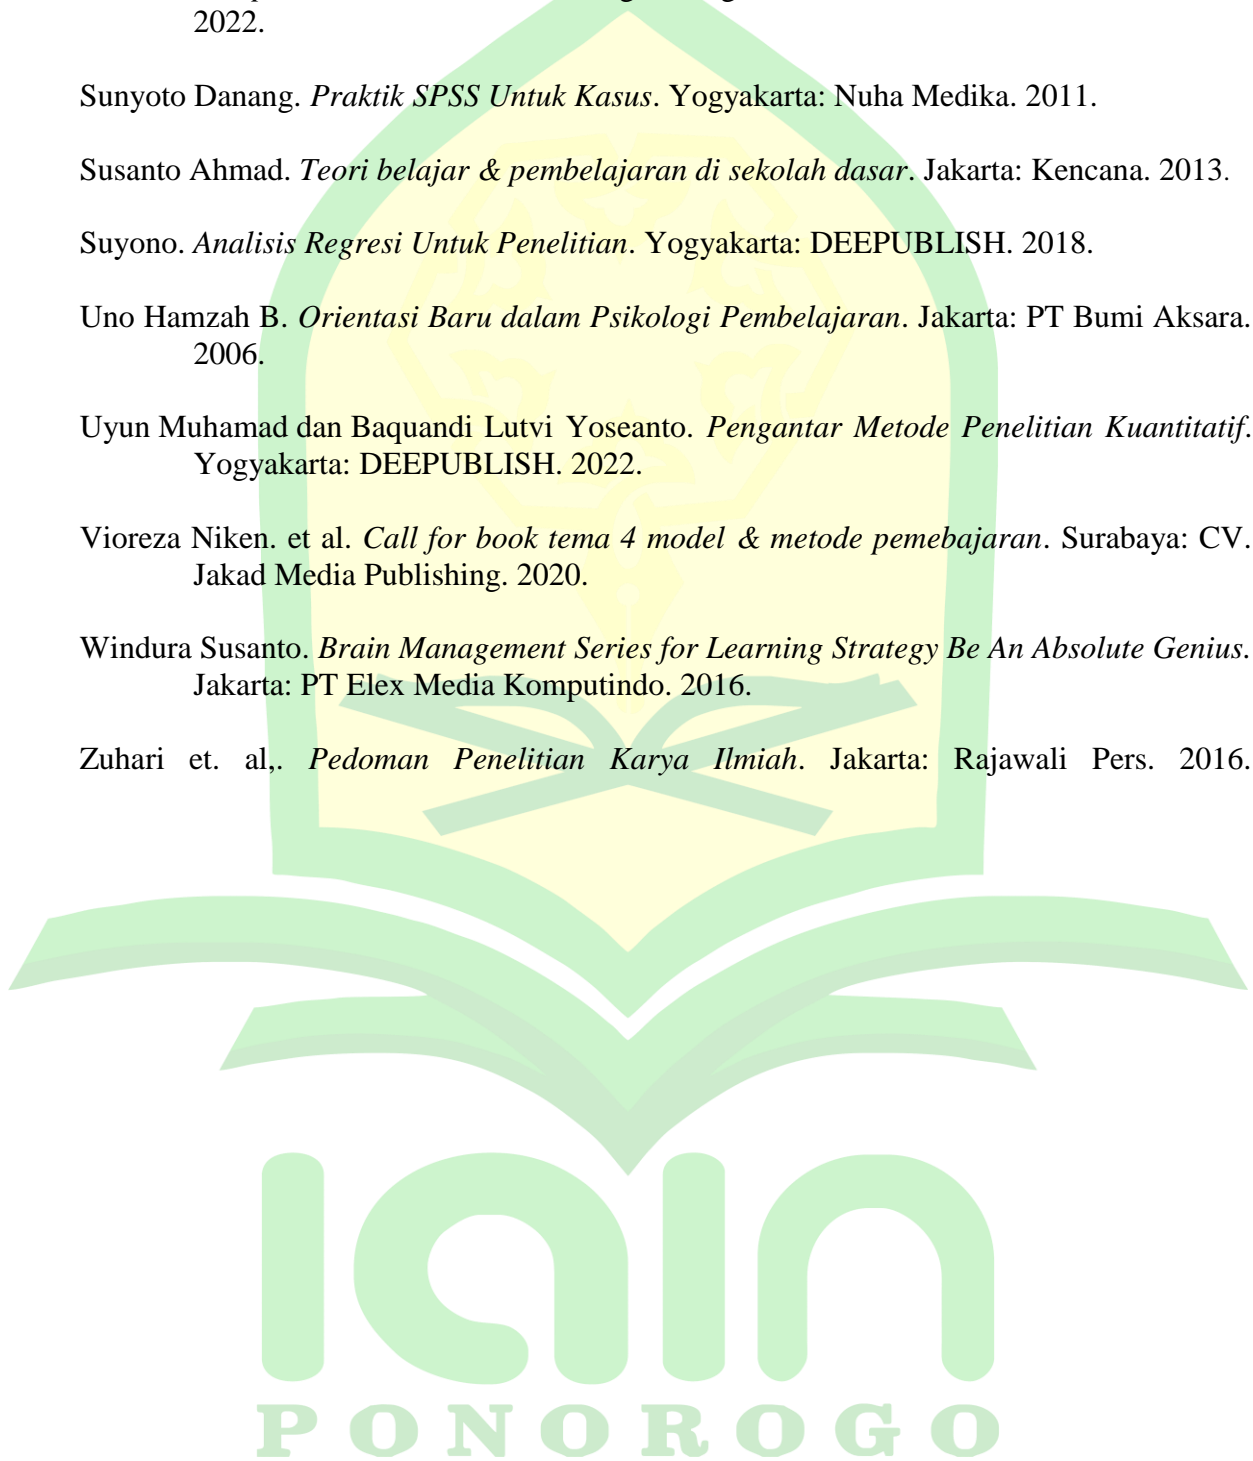 2022.
Sunyoto Danang. Praktik SPSS Untuk Kasus. Yogyakarta: Nuha Medika. 2011.
Susanto Ahmad. Teori belajar & pembelajaran di sekolah dasar. Jakarta: Kencana. 2013.
Suyono. Analisis Regresi Untuk Penelitian. Yogyakarta: DEEPUBLISH. 2018.
Uno Hamzah B. Orientasi Baru dalam Psikologi Pembelajaran. Jakarta: PT Bumi Aksara.
2006.
Uyun Muhamad dan Baquandi Lutvi Yoseanto. Pengantar Metode Penelitian Kuantitatif.
Yogyakarta: DEEPUBLISH. 2022.
Vioreza Niken. et al. Call for book tema 4 model & metode pemebajaran. Surabaya: CV.
Jakad Media Publishing. 2020.
Windura Susanto. Brain Management Series for Learning Strategy Be An Absolute Genius.
Jakarta: PT Elex Media Komputindo. 2016.
Zuhari et. al,. Pedoman Penelitian Karya Ilmiah. Jakarta: Rajawali Pers. 2016.
iain
PONOROGO